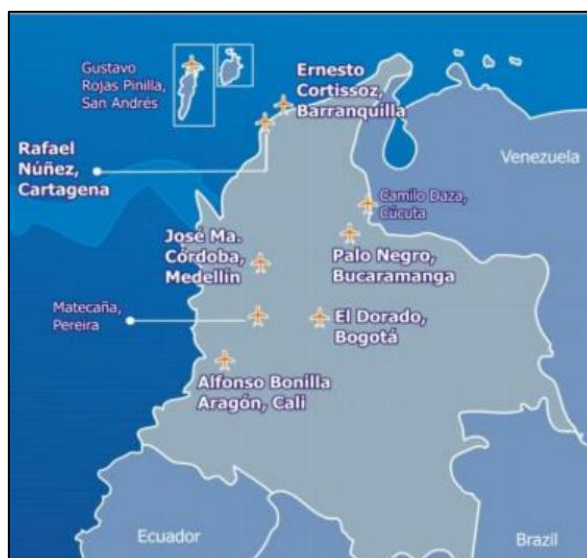 Gustavo
Rojas Pinilla,
San Andrés
Ernesto
Cortissoz,
Barranquilla
Rafael
Núñez,
Cartagena
Venezuela
Camilo Daza,
Cúcuta
José Ma.
Córdoba,
Medellín
Palo Negro,
Bucaramanga
Matecaña,
Pereira
El Dorado,
Bogotá
Alfonso Bonilla
Aragón, Cali
Ecuador
Brazil